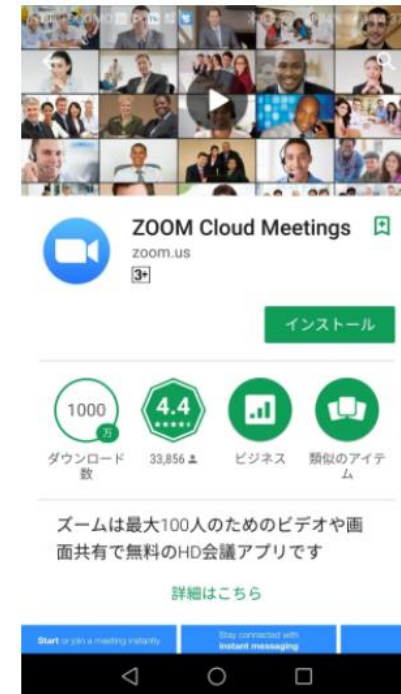 DOCOMO
ZOOM Cloud Meetings
zoom.us
3+
インストール
1000
万
4.4
ダウンロード
数
33,856
ビジネス
類似のアイテ
ム
ズームは最大100人のためのビデオや画
面共有で無料のHD会議アプリです
詳細はこちら
Start or join a meeting instantly
Stay connected with
instant messaging